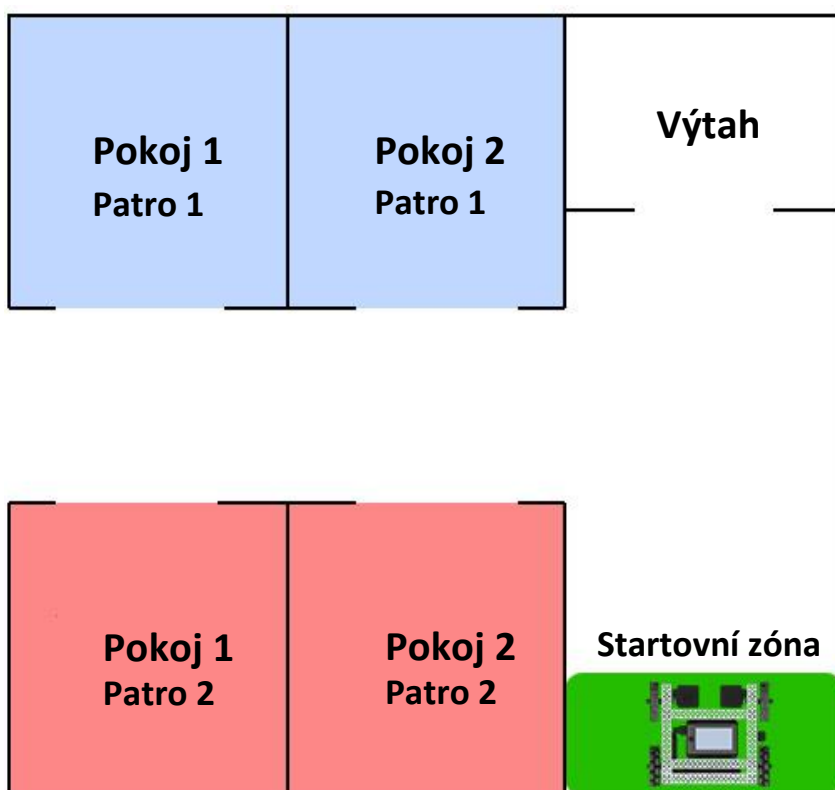 Pokoj 1
Patro 1
Pokoj 2
Patro 1
Výtah
Pokoj 1
Patro 2
Pokoj 2
Patro 2
Startovní zóna